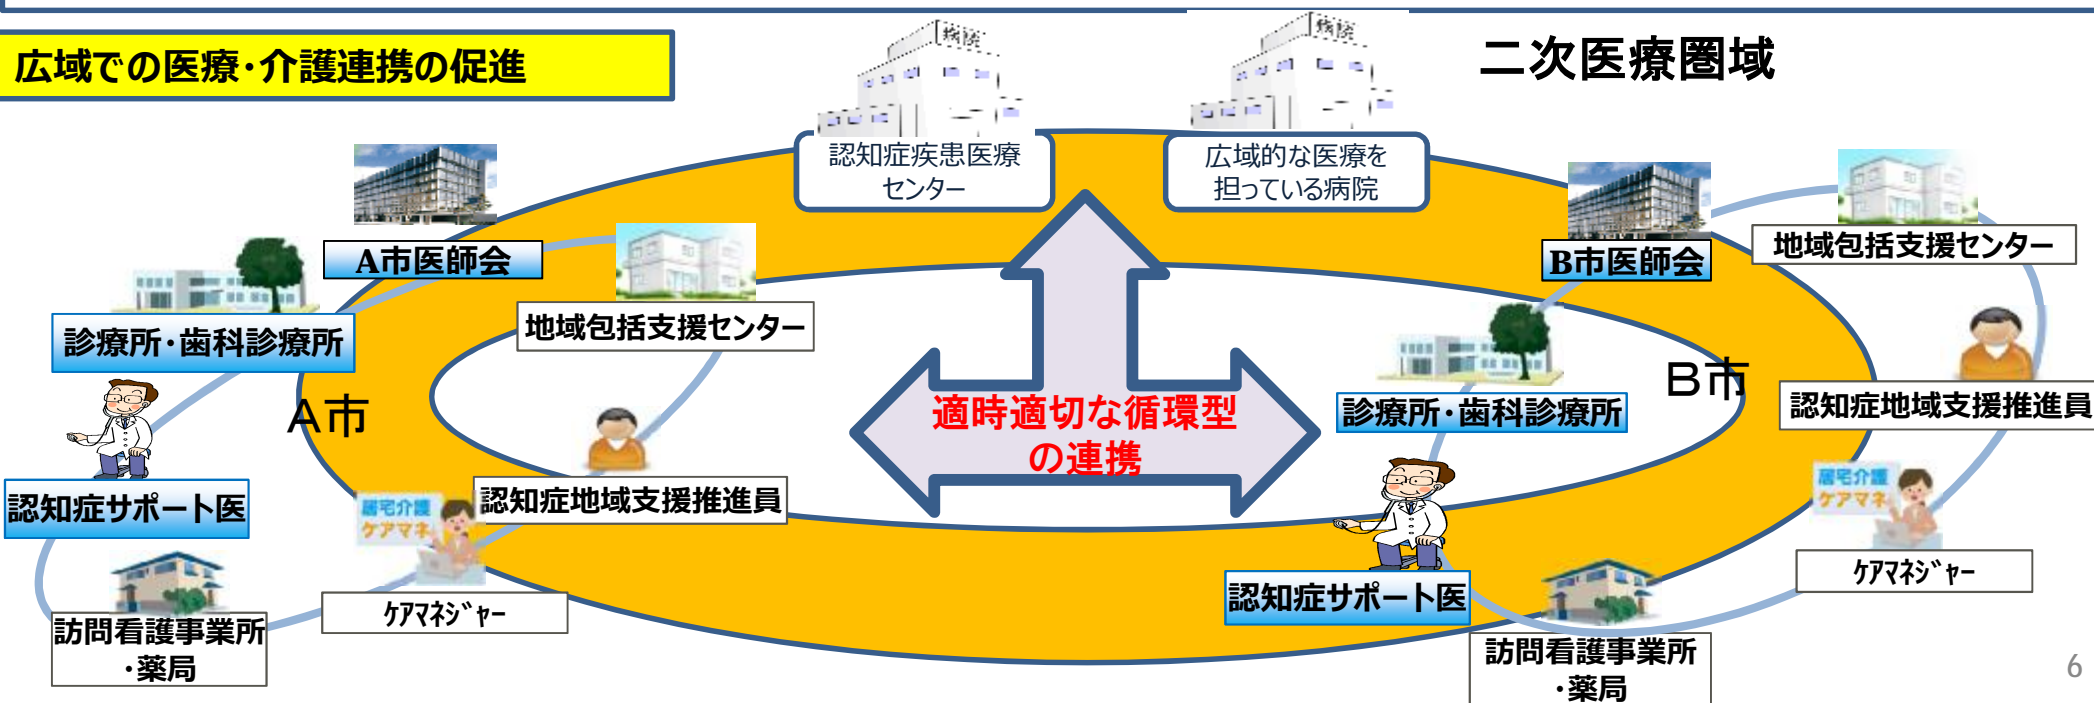 広域での医療・介護連携の促進
病院
病院
二次医療圏域
認知症疾患医療
センター
広域的な医療を
担っている病院
A市医師会
地域包括支援センター
診療所・歯科診療所
A市
認知症サポート医
認知症地域支援推進員
居宅介護
ケアマネ
ｹｱﾏﾈｼﾞｬｰ
訪問看護事業所
・薬局
適時適切な循環型
の連携
B市医師会
地域包括支援センター
診療所・歯科診療所
B市
認知症地域支援推進員
居宅介護
ケアマネ
ｹｱﾏﾈｼﾞｬｰ
認知症サポート医
訪問看護事業所
・薬局
6